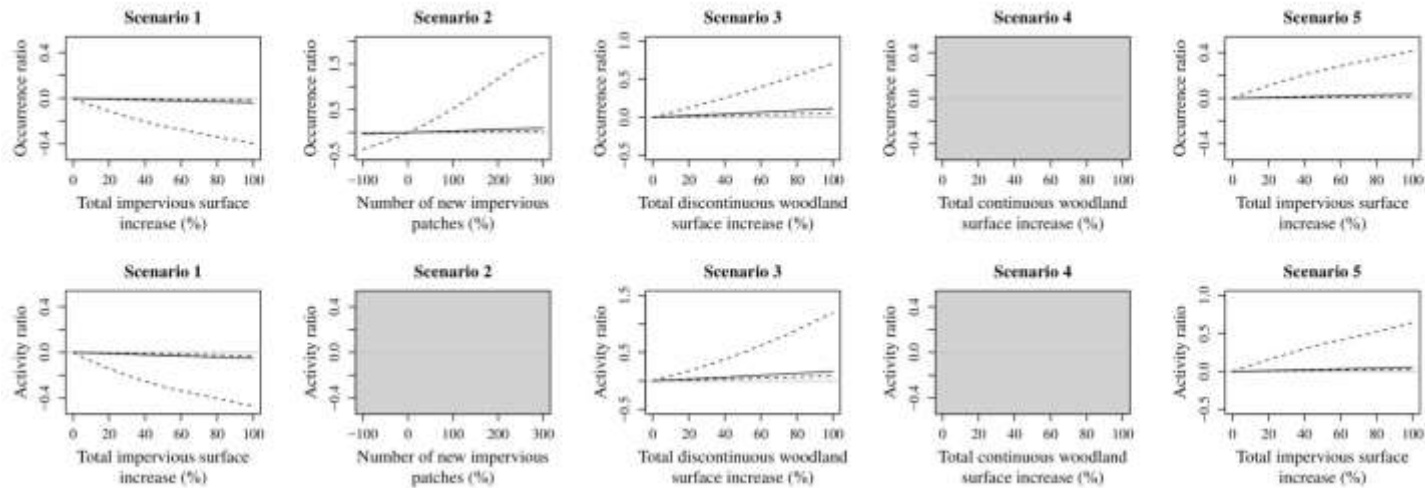 Scenario 1
Occurrence ratio
0.4
0.0
−0.4
0 20 40 60 80 100
Total impervious surface
increase (%)
Scenario 2
Occurrence ratio
1.5
0.5
−0.5
−100 0 100 200 300
Number of new impervious
patches (%)
Scenario 3
Occurrence ratio
1.0
0.5
0.0
−0.5
0 20 40 60 80 100
Total discontinuous woodland
surface increase (%)
Scenario 4
Occurrence ratio
0.4
0.0
−0.4
0 20 40 60 80 100
Total continuous woodland
surface increase (%)
Scenario 5
Occurrence ratio
0.4
0.0
−0.4
0 20 40 60 80 100
Total impervious surface
increase (%)
Scenario 1
Activity ratio
0.4
0.0
−0.4
0 20 40 60 80 100
Total impervious surface
increase (%)
Scenario 2
Activity ratio
0.4
0.0
−0.4
−100 0 100 200 300
Number of new impervious
patches (%)
Scenario 3
Activity ratio
1.5
0.5
−0.5
0 20 40 60 80 100
Total discontinuous woodland
surface increase (%)
Scenario 4
Activity ratio
0.4
0.0
−0.4
0 20 40 60 80 100
Total continuous woodland
surface increase (%)
Scenario 5
Activity ratio
1.0
0.5
0.0
−0.5
0 20 40 60 80 100
Total impervious surface
increase (%)